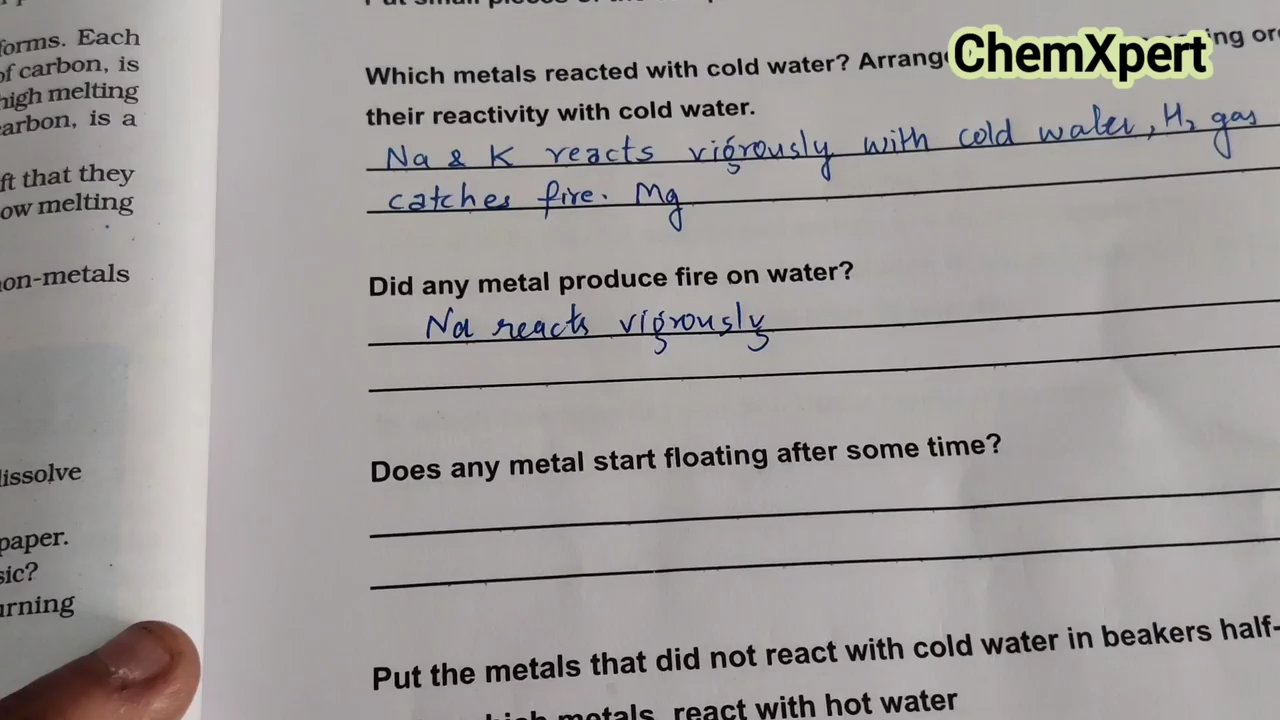 forms. Each
of carbon, is
high melting
carbon, is a
ft that they
ow melting
on-metals
dissolve
paper.
sic?
urning
ChemXpert
Which metals reacted with cold water? Arrange ing
their reactivity with cold water.
Na & K reacts vigrously with cold water, H2 gas
catches fire. Mg
Did any metal produce fire on water?
Na reacts vigrously
Does any metal start floating after some time?
Put the metals that did not react with cold water in beakers half-
metals react with hot water